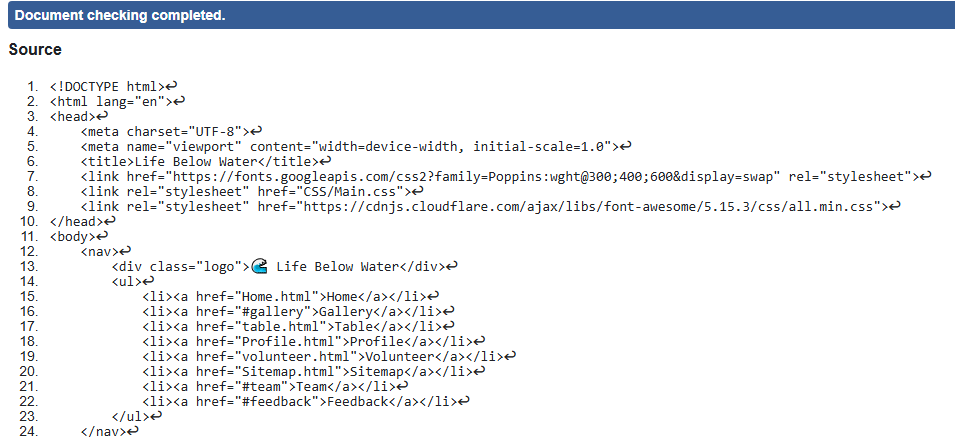 Document checking completed.
Source
1. <!DOCTYPE html>↩
2. <html lang="en">↩
3. <head>↩
4.     <meta charset="UTF-8">↩
5.     <meta name="viewport" content="width=device-width, initial-scale=1.0">↩
6.     <title>Life Below Water</title>↩
7.     <link href="https://fonts.googleapis.com/css2?family=Poppins:wght@300;400;600&display=swap" rel="stylesheet">↩
8.     <link rel="stylesheet" href="CSS/Main.css">↩
9.     <link rel="stylesheet" href="https://cdnjs.cloudflare.com/ajax/libs/font-awesome/5.15.3/css/all.min.css">↩
10. </head>↩
11. <body>↩
12.     <nav>↩
13.         <div class="logo">🌊 Life Below Water</div>↩
14.         <ul>↩
15.             <li><a href="Home.html">Home</a></li>↩
16.             <li><a href="#gallery">Gallery</a></li>↩
17.             <li><a href="table.html">Table</a></li>↩
18.             <li><a href="Profile.html">Profile</a></li>↩
19.             <li><a href="volunteer.html">Volunteer</a></li>↩
20.             <li><a href="Sitemap.html">Sitemap</a></li>↩
21.             <li><a href="#team">Team</a></li>↩
22.             <li><a href="#feedback">Feedback</a></li>↩
23.         </ul>↩
24.     </nav>↩